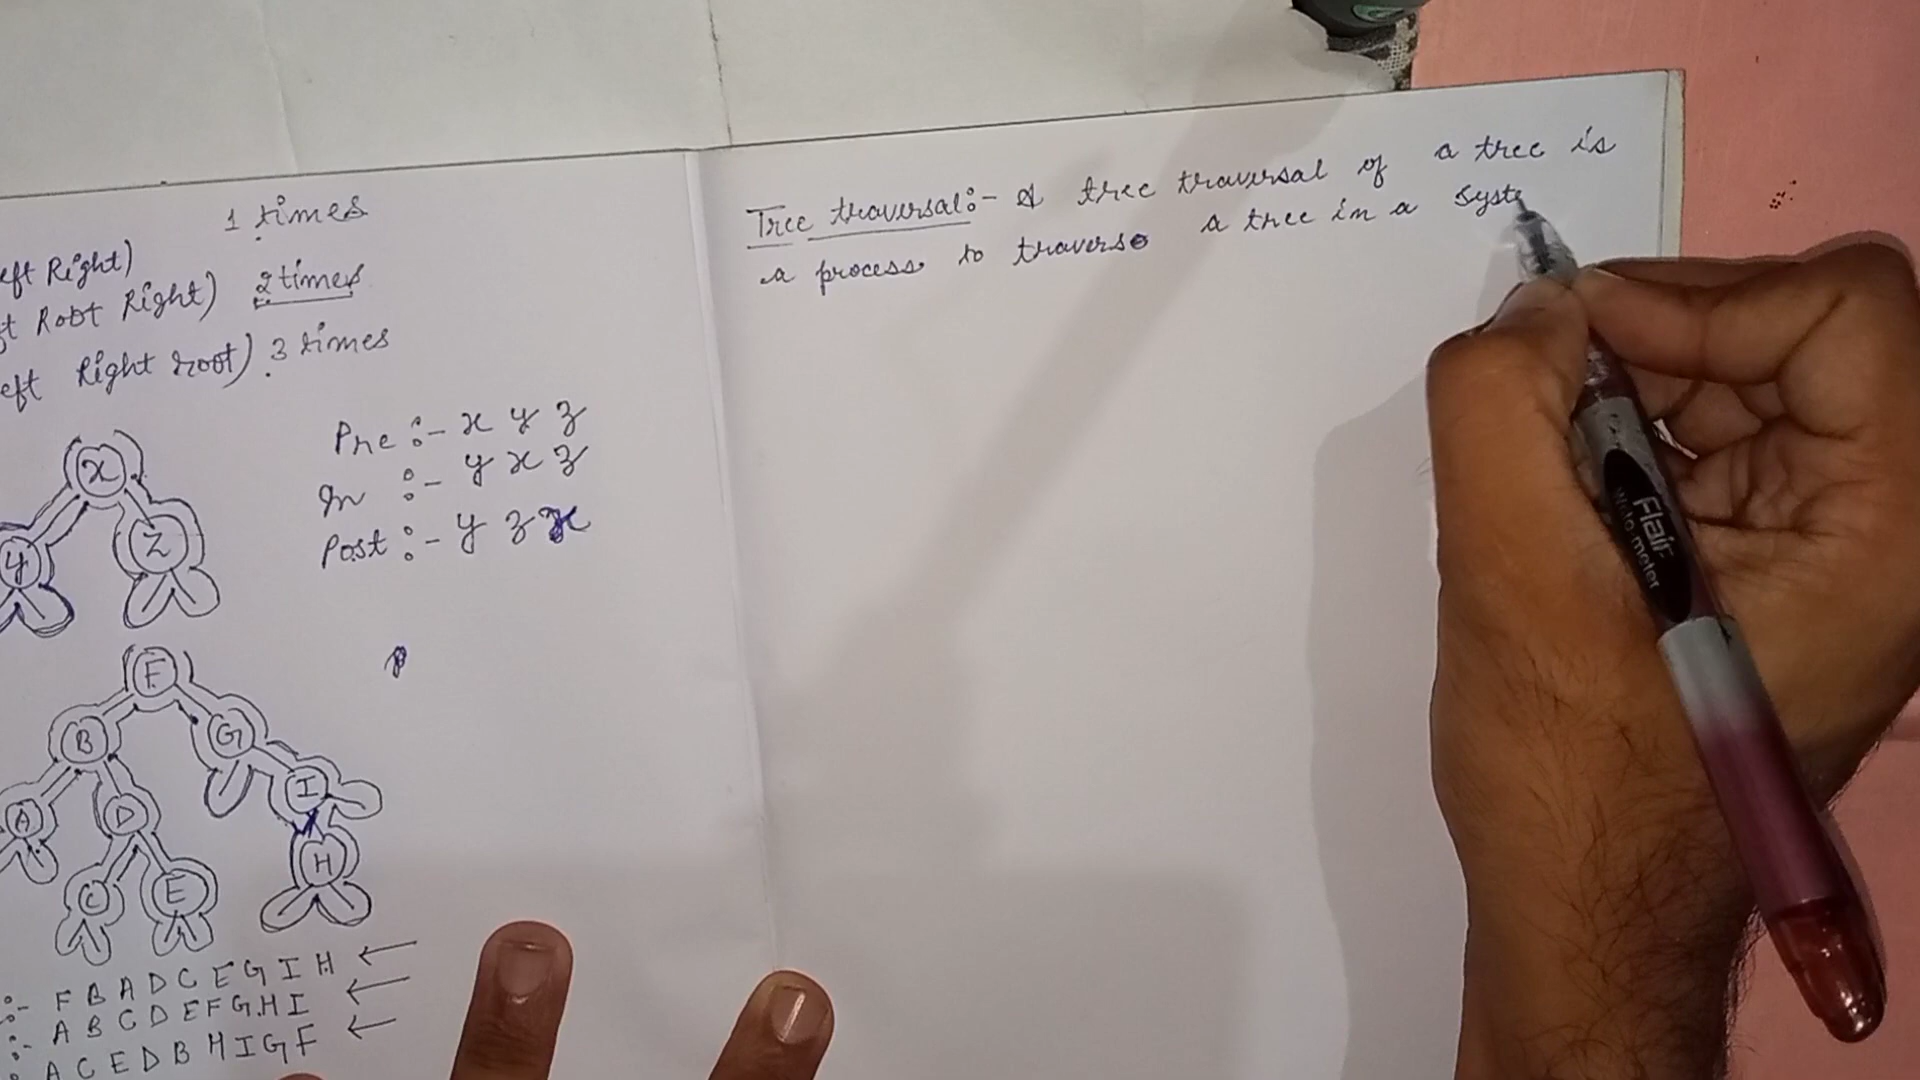 1 times
eft Right)
t Root Right) 2 times
eft Right root) 3 times
X
Y Z
Pre :- x y z
In :- y x z
Post :- y z x
F
B G
A D I
C E H
:- F B A D C E G I H ←
:- A B C D E F G H I ←
: A C E D B H I G F ←
Tree traversal :- A tree traversal of a tree is
a process to traverse a tree in a syste
Flair